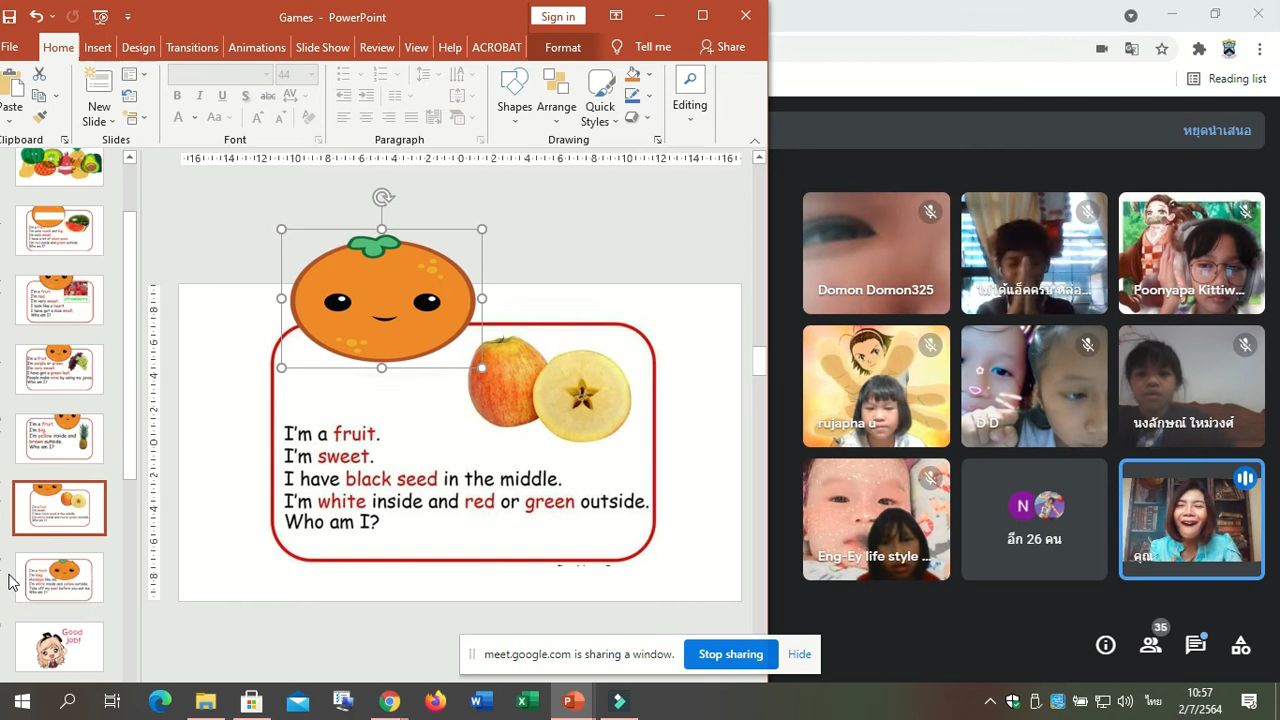 Games - PowerPoint
Sign in
File Home Insert Design Transitions Animations Slide Show Review View Help ACROBAT Format Tell me Share
Paste
New Slide
44
Shapes Arrange Quick Styles
Editing
Clipboard Slides Font Paragraph Drawing
Reading list
หยุดนำเสนอ
I'm a fruit.
I'm sweet.
I have black seed in the middle.
I'm white inside and red or green outside.
Who am I?
Good job!
Domon Domon325
Poonyapa Kittiw...
rujapha u
D D
นงลักษณ์ ใหม่วงศ์
Eng-Ey life style ...
N
อีก 26 คน
คุณ
35
meet.google.com is sharing a window.
Stop sharing
Hide
ไทย
10:57
2/7/2564